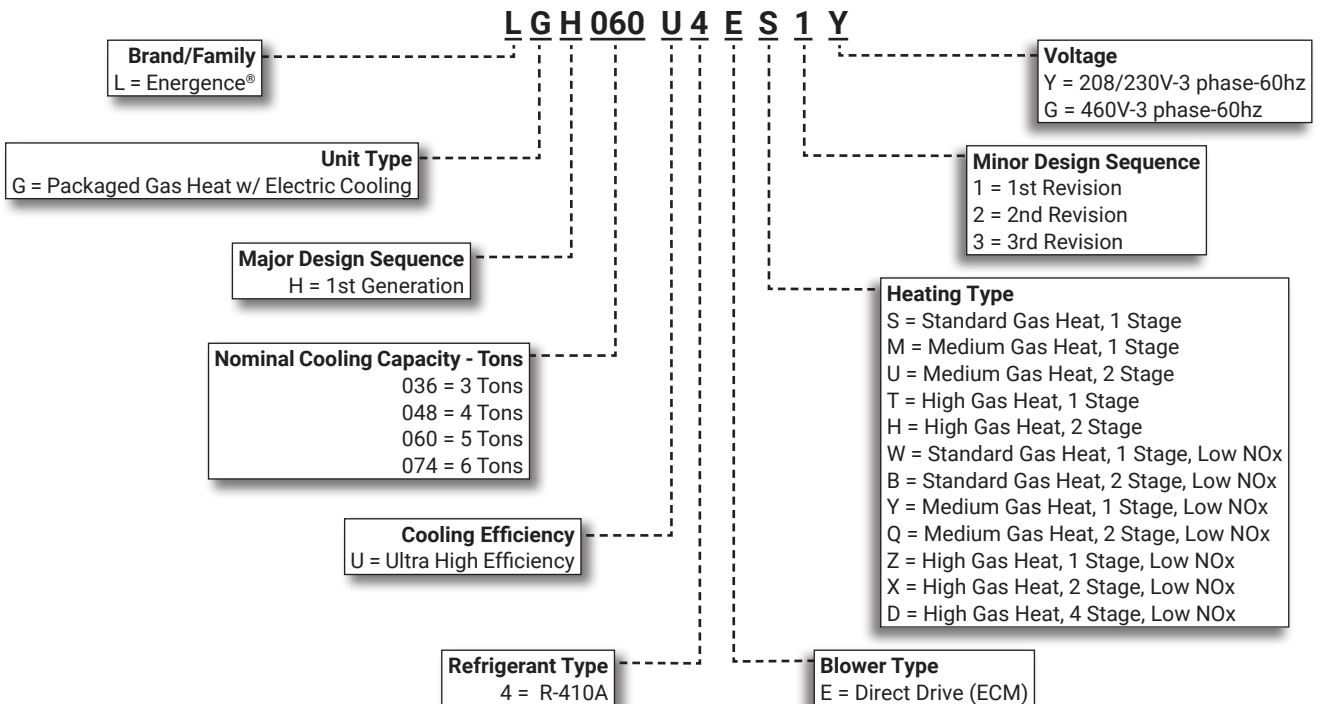 L G H 060 U 4 E S 1 Y
Brand/Family
L = Energence®
Unit Type
G = Packaged Gas Heat w/ Electric Cooling
Major Design Sequence
H = 1st Generation
Nominal Cooling Capacity - Tons
036 = 3 Tons
048 = 4 Tons
060 = 5 Tons
074 = 6 Tons
Cooling Efficiency
U = Ultra High Efficiency
Refrigerant Type
4 = R-410A
Voltage
Y = 208/230V-3 phase-60hz
G = 460V-3 phase-60hz
Minor Design Sequence
1 = 1st Revision
2 = 2nd Revision
3 = 3rd Revision
Heating Type
S = Standard Gas Heat, 1 Stage
M = Medium Gas Heat, 1 Stage
U = Medium Gas Heat, 2 Stage
T = High Gas Heat, 1 Stage
H = High Gas Heat, 2 Stage
W = Standard Gas Heat, 1 Stage, Low NOx
B = Standard Gas Heat, 2 Stage, Low NOx
Y = Medium Gas Heat, 1 Stage, Low NOx
Q = Medium Gas Heat, 2 Stage, Low NOx
Z = High Gas Heat, 1 Stage, Low NOx
X = High Gas Heat, 2 Stage, Low NOx
D = High Gas Heat, 4 Stage, Low NOx
Blower Type
E = Direct Drive (ECM)